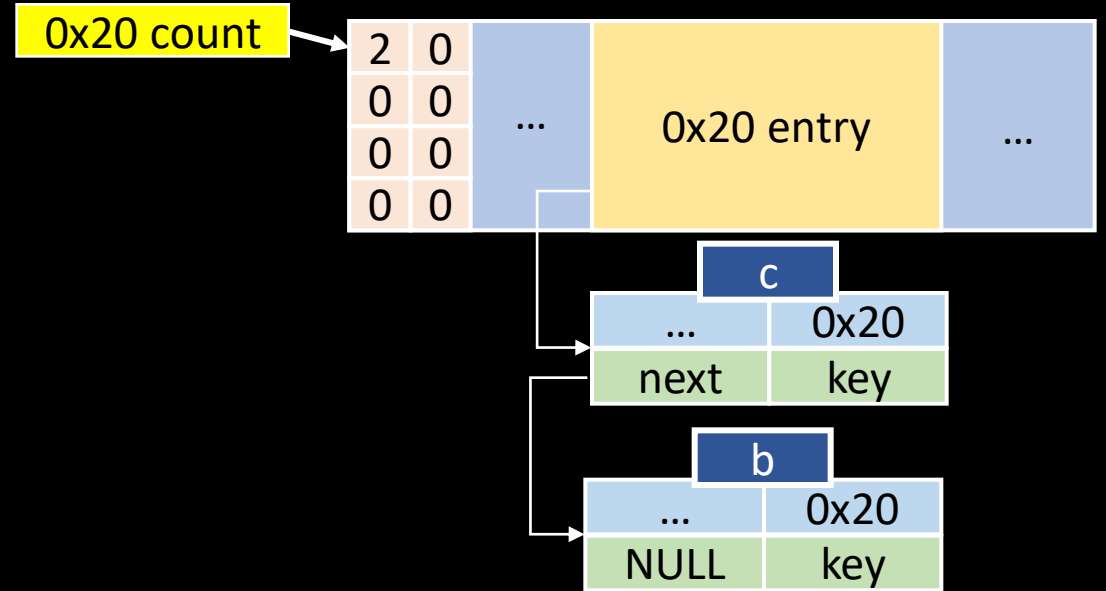 0x20 count
2 0
0 0
0 0
0 0
…
0x20 entry
…
c
… 0x20
next key
b
… 0x20
NULL key